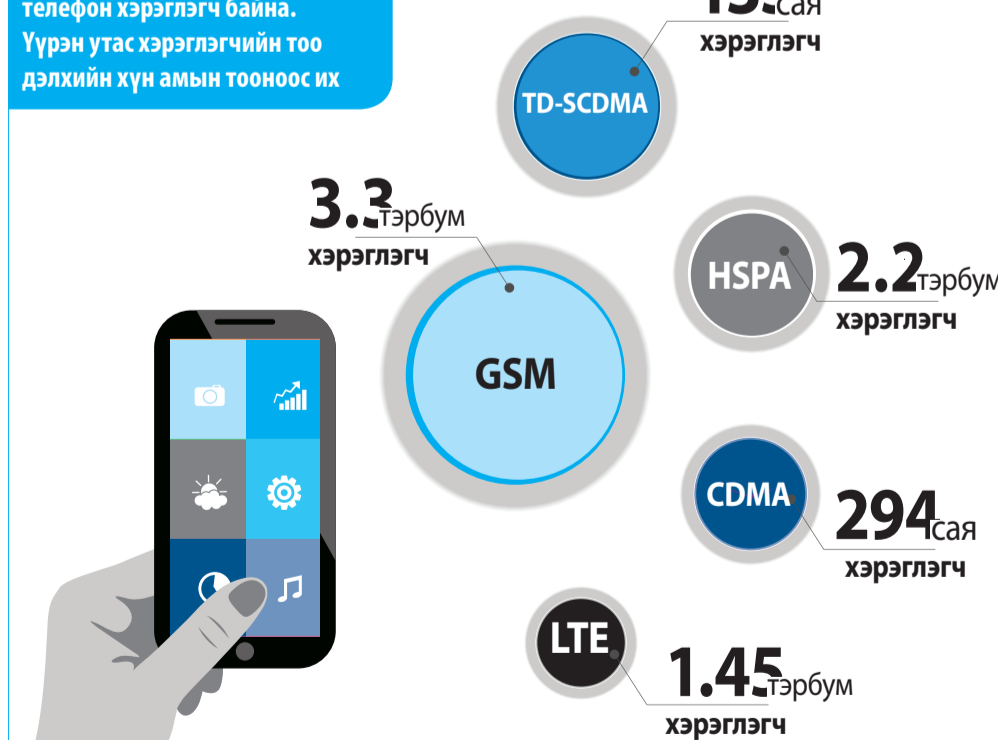 телефон хэрэглэгч байна.
Үүрэн утас хэрэглэгчийн тоо
дэлхийн хүн амын тооноос их
сая
хэрэглэгч
TD-SCDMA
3.3 тэрбум
хэрэглэгч
HSPA
2.2 тэрбум
хэрэглэгч
GSM
CDMA
294 сая
хэрэглэгч
LTE
1.45 тэрбум
хэрэглэгч